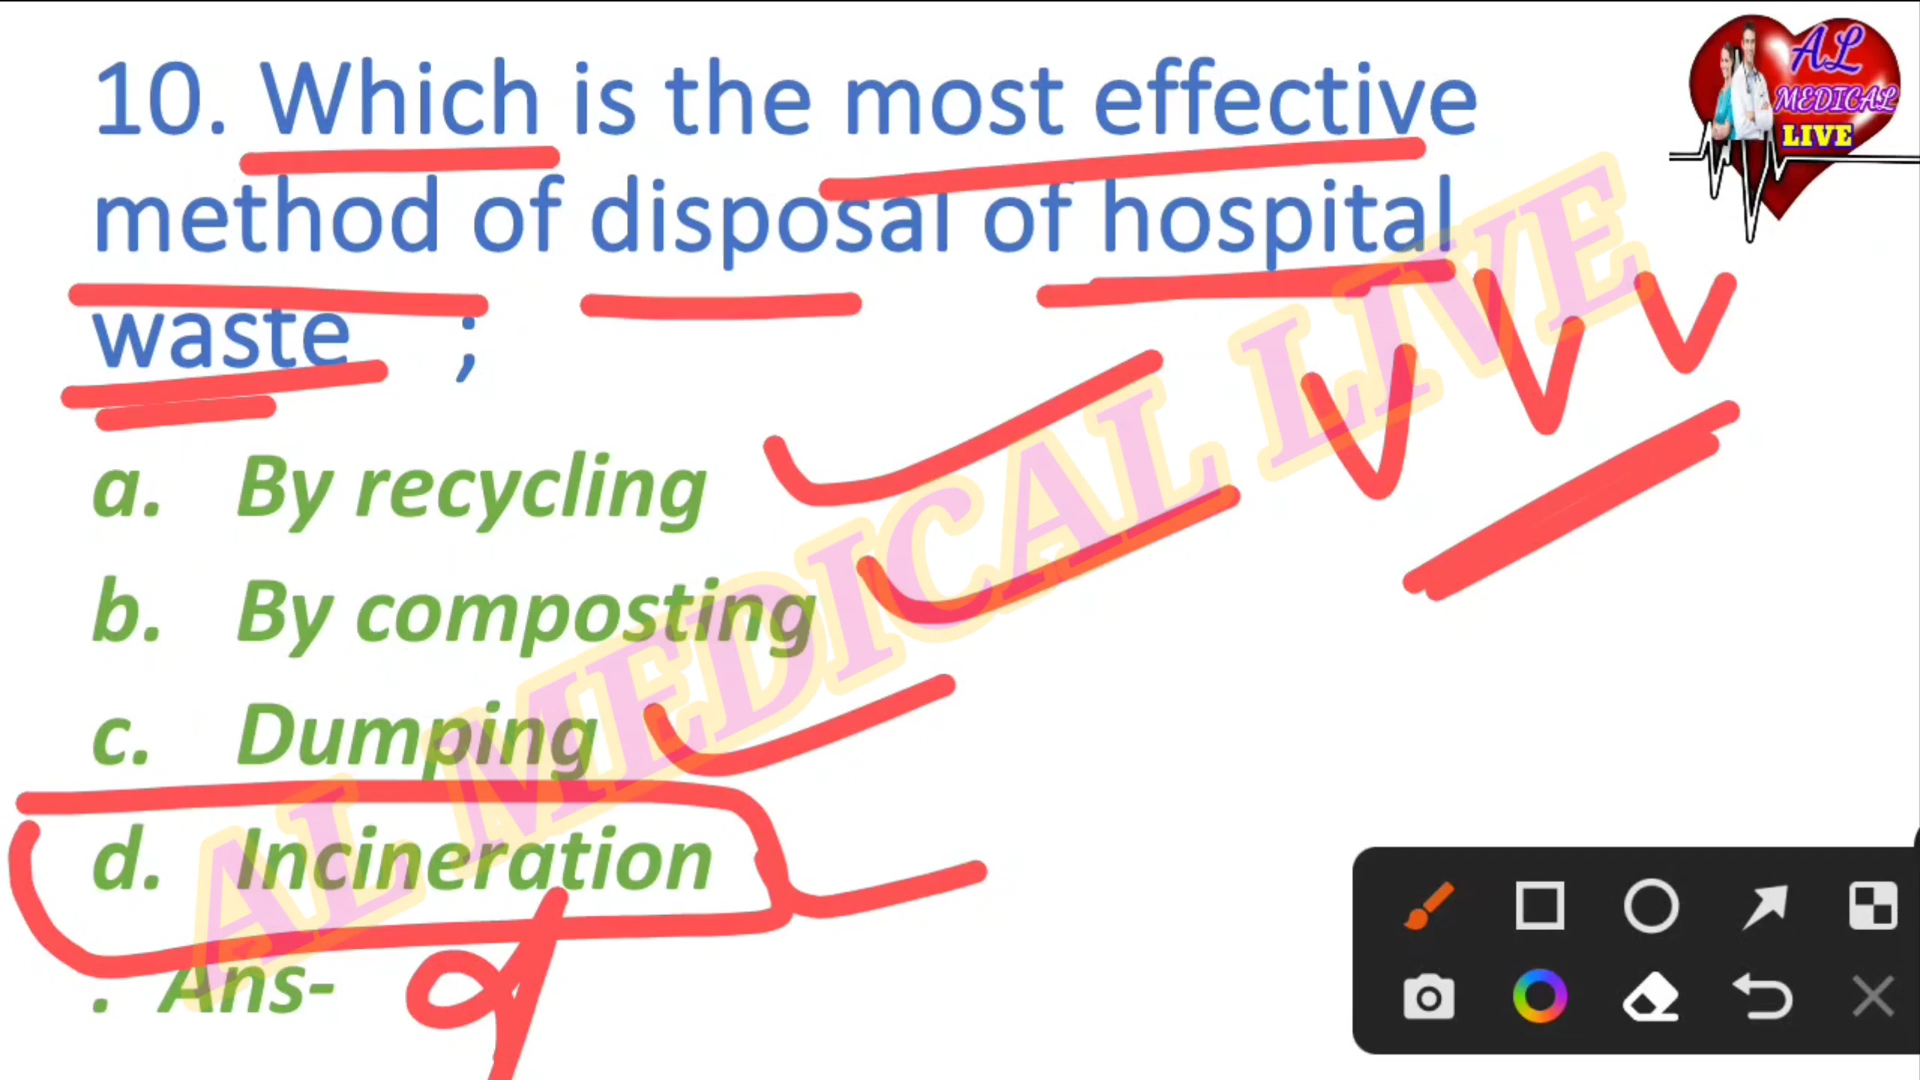 10. Which is the most effective
method of disposal of hospital
waste ;
a. By recycling
b. By composting
c. Dumping
d. Incineration
. Ans- d
AL
MEDICAL
LIVE
AL MEDICAL LIVE